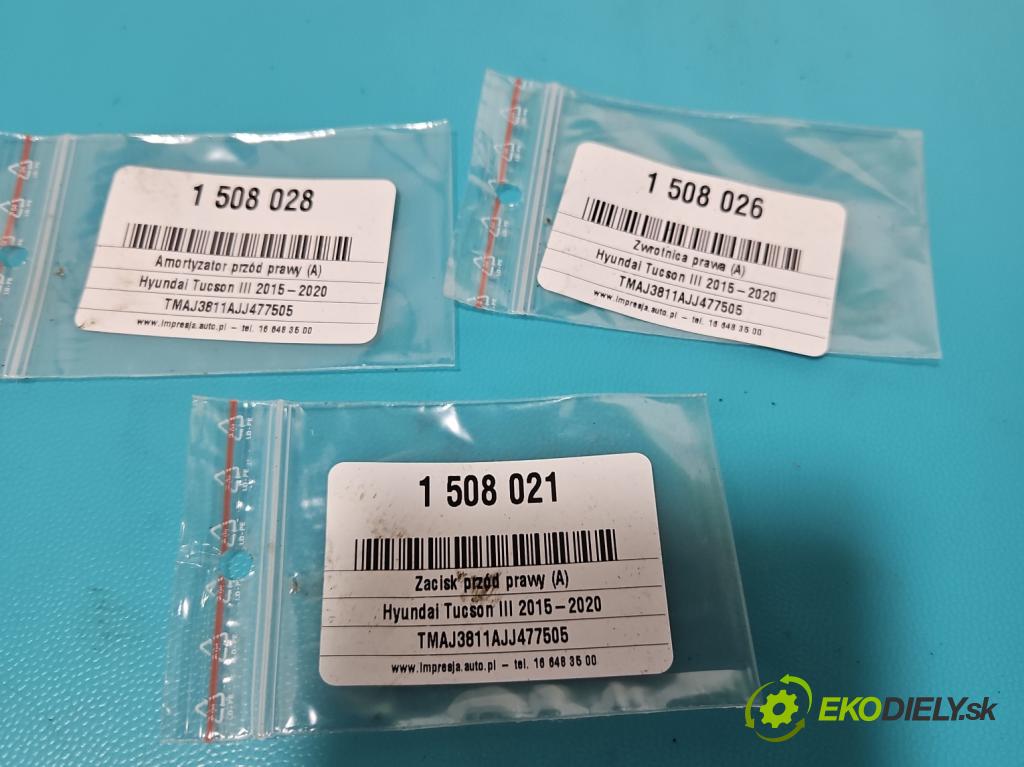 1 508 028
Amortyzator przód prawy (A)
Hyundai Tucson III 2015-2020
TMAJ3811AJJ477505
www.impresja.auto.pl - tel. 16 648 35 00
1 508 026
Zwrotnica prawa (A)
Hyundai Tucson III 2015-2020
TMAJ3811AJJ477505
www.impresja.auto.pl - tel. 16 648 35 00
1 508 021
Zacisk przód prawy (A)
Hyundai Tucson III 2015-2020
TMAJ3811AJJ477505
www.impresja.auto.pl - tel. 16 648 35 00
LD-PE
EKODIELY.sk